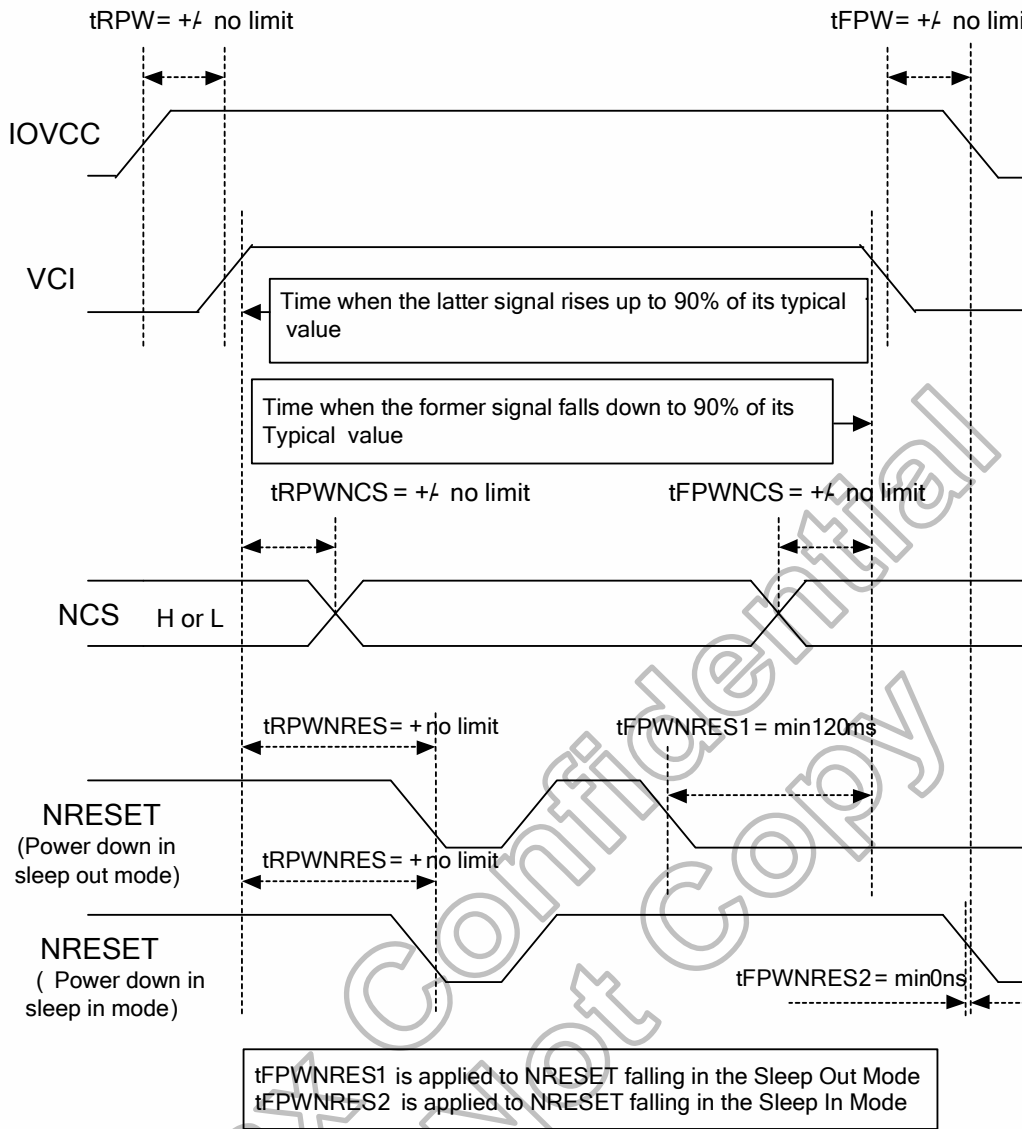 tRPW = +/- no limit
tFPW = +/- no limi
IOVCC
VCI
Time when the latter signal rises up to 90% of its typical
value
Time when the former signal falls down to 90% of its
Typical value
tRPWNCS = +/- no limit
tFPWNCS = +/- no limit
NCS
H or L
tRPWNRES = + no limit
tFPWNRES1 = min120ms
NRESET
(Power down in
sleep out mode)
tRPWNRES = + no limit
NRESET
( Power down in
sleep in mode)
tFPWNRES2 = min0ns
tFPWNRES1 is applied to NRESET falling in the Sleep Out Mode
tFPWNRES2 is applied to NRESET falling in the Sleep In Mode
x Confidential
Not Copy